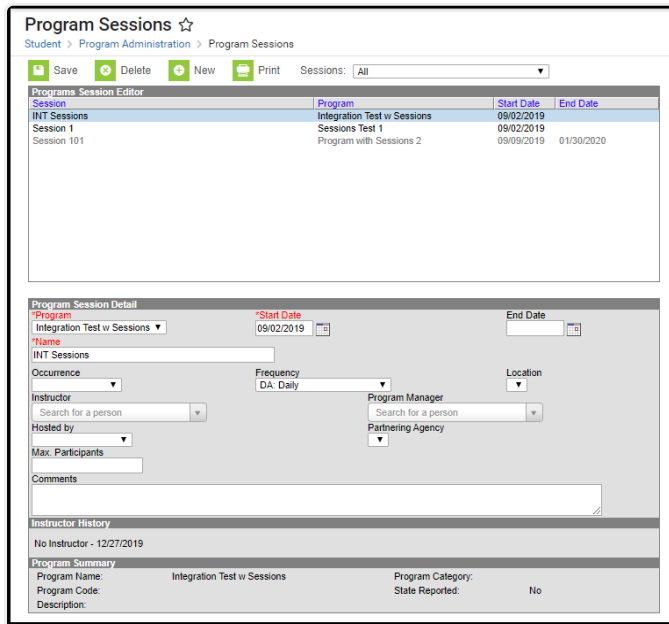 Program Sessions
Student > Program Administration > Program Sessions
Save Delete New Print Sessions: All
Programs Session Editor
Session Program Start Date End Date
INT Sessions Integration Test w Sessions 09/02/2019
Session 1 Sessions Test 1 09/02/2019
Session 101 Program with Sessions 2 09/09/2019 01/30/2020
Program Session Detail
*Program *Start Date End Date
Integration Test w Sessions 09/02/2019
*Name
INT Sessions
Occurrence Frequency Location
DA: Daily
Instructor Program Manager
Search for a person Search for a person
Hosted by Partnering Agency
Max. Participants
Comments
Instructor History
No Instructor - 12/27/2019
Program Summary
Program Name: Integration Test w Sessions Program Category:
Program Code: State Reported: No
Description: